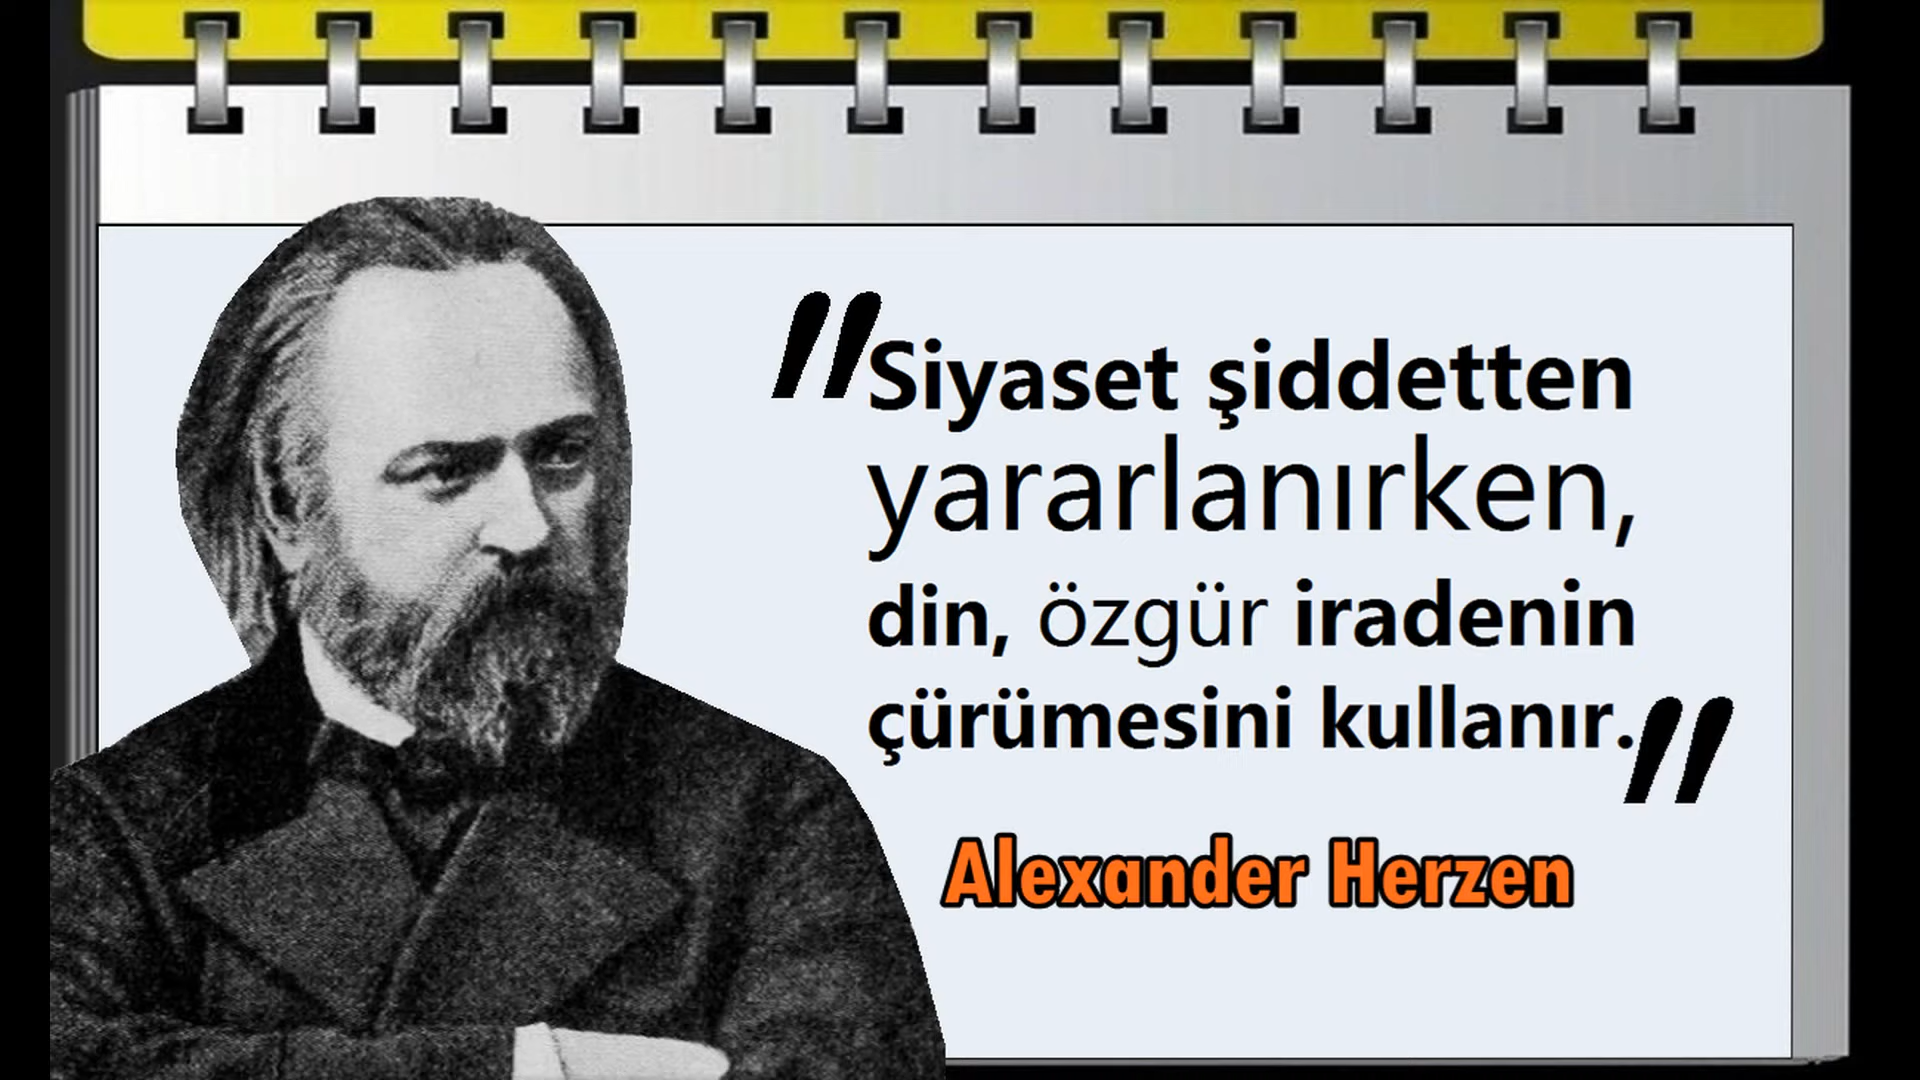 "Siyaset şiddetten
yararlanırken,
din, özgür iradenin
çürümesini kullanır."
Alexander Herzen